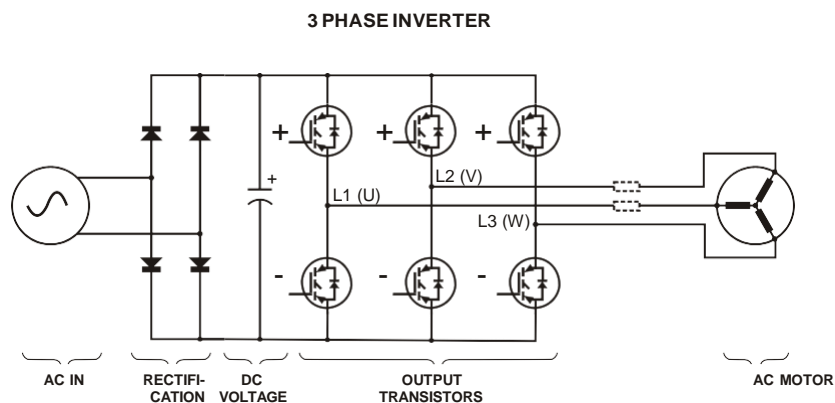 3 PHASE INVERTER
+ + +
+
L2 (V)
L1 (U)
L3 (W)
- - -
AC IN
RECTIFI-
CATION
DC
VOLTAGE
OUTPUT
TRANSISTORS
AC MOTOR